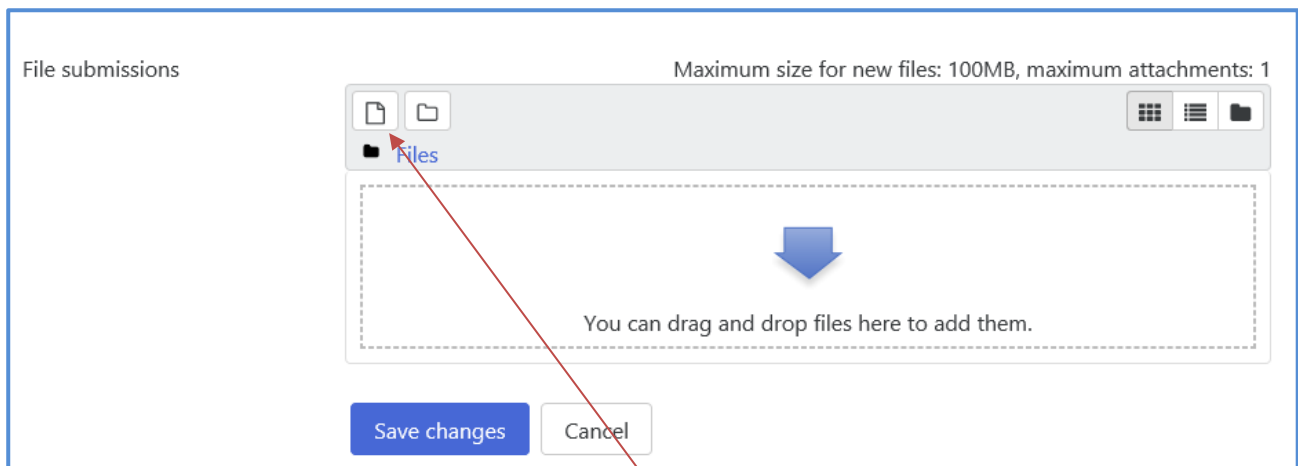 File submissions
Maximum size for new files: 100MB, maximum attachments: 1
Files
You can drag and drop files here to add them.
Save changes
Cancel